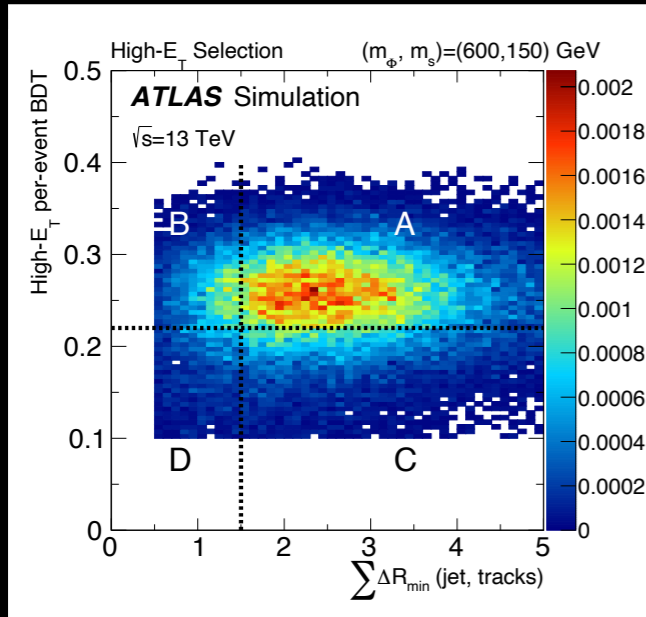 High-E_T Selection (m_Φ, m_s)=(600,150) GeV
ATLAS Simulation
√s=13 TeV
High-E_T per-event BDT
0.5
0.4
0.3
0.2
0.1
0
B A
D C
0 1 2 3 4 5
∑ ΔR_min (jet, tracks)
0.002
0.0018
0.0016
0.0014
0.0012
0.001
0.0008
0.0006
0.0004
0.0002
0